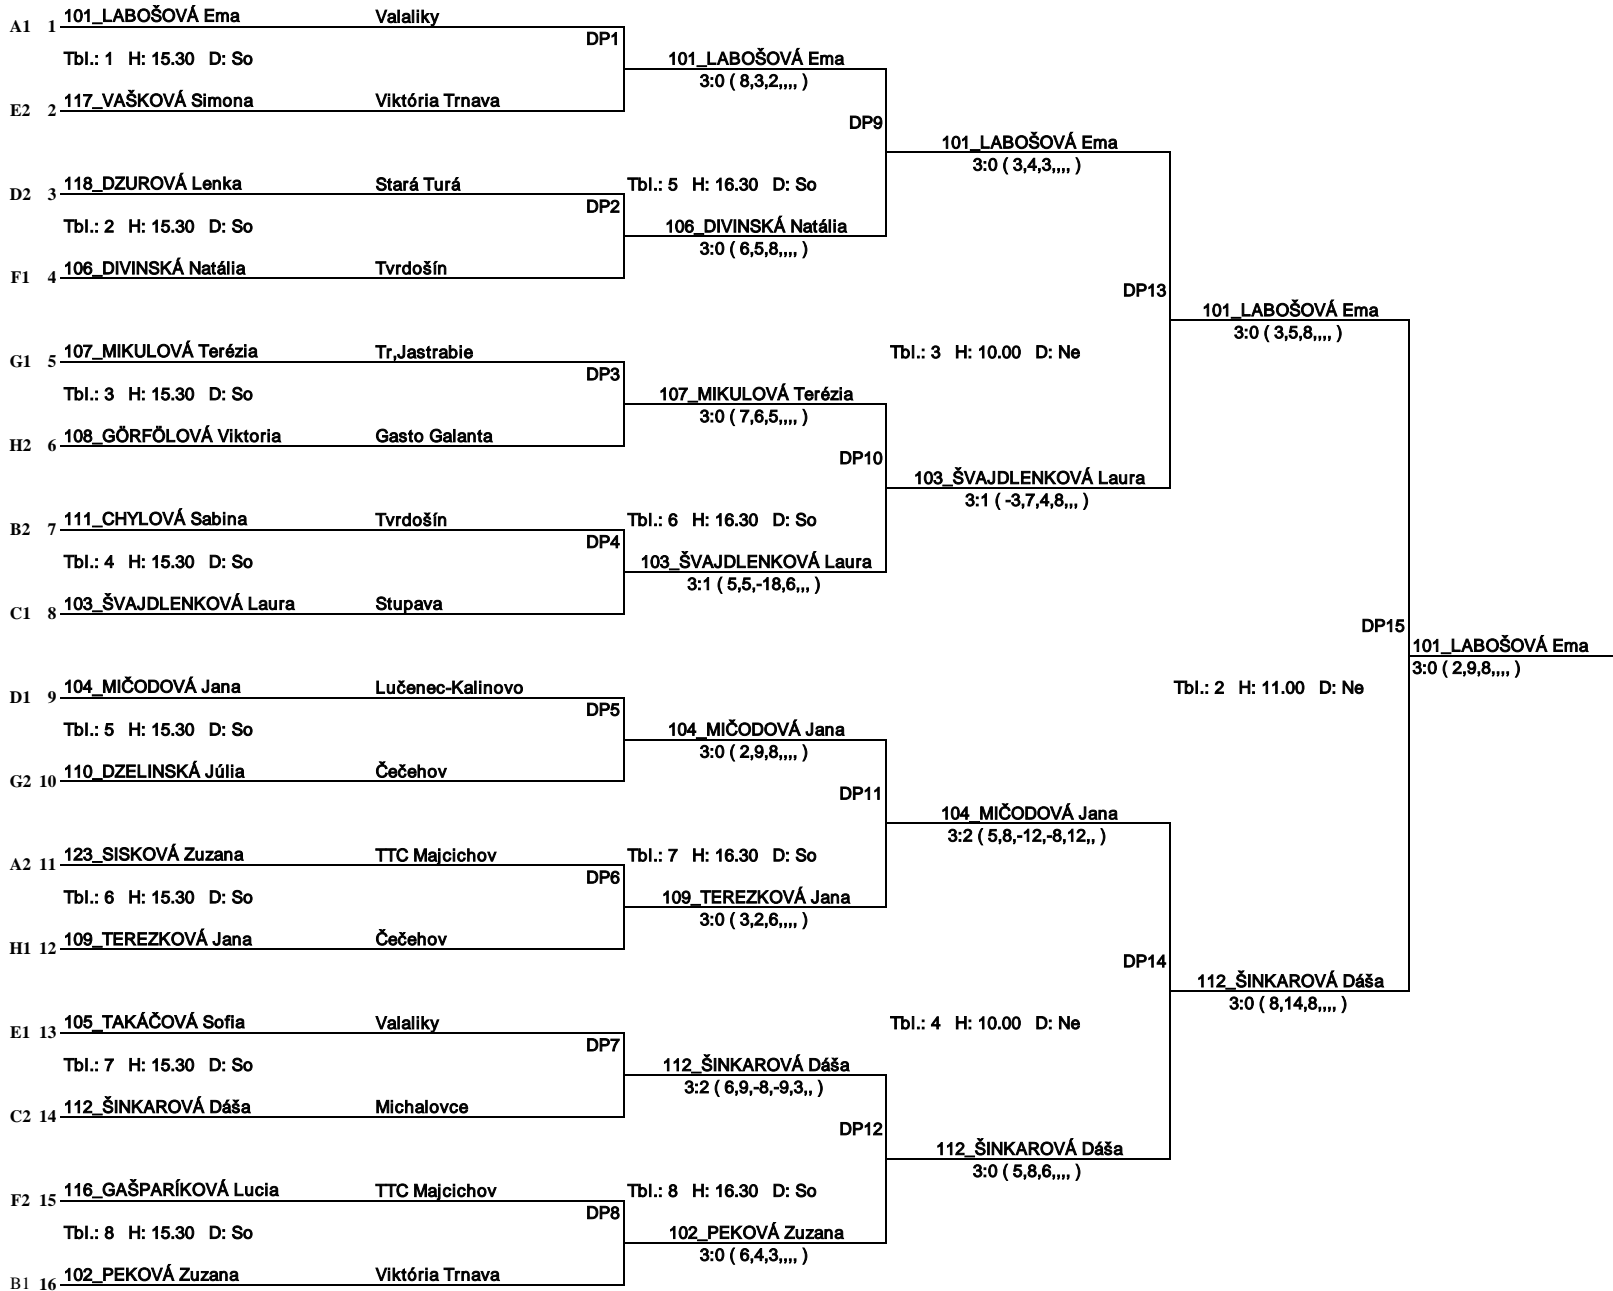 A1 1 101_LABOŠOVÁ Ema Valaliky
DP1
Tbl.: 1 H: 15.30 D: So 101_LABOŠOVÁ Ema
3:0 ( 8,3,2,,,, )
E2 2 117_VAŠKOVÁ Simona Viktória Trnava
DP9
101_LABOŠOVÁ Ema
3:0 ( 3,4,3,,,, )
D2 3 118_DZUROVÁ Lenka Stará Turá Tbl.: 5 H: 16.30 D: So
DP2
Tbl.: 2 H: 15.30 D: So 106_DIVINSKÁ Natália
3:0 ( 6,5,8,,,, )
F1 4 106_DIVINSKÁ Natália Tvrdošín
DP13
101_LABOŠOVÁ Ema
3:0 ( 3,5,8,,,, )
G1 5 107_MIKULOVÁ Terézia Tr,Jastrabie Tbl.: 3 H: 10.00 D: Ne
DP3
Tbl.: 3 H: 15.30 D: So 107_MIKULOVÁ Terézia
3:0 ( 7,6,5,,,, )
H2 6 108_GÖRFÖLOVÁ Viktoria Gasto Galanta
DP10
103_ŠVAJDLENKOVÁ Laura
3:1 ( -3,7,4,8,,, )
B2 7 111_CHYLOVÁ Sabina Tvrdošín Tbl.: 6 H: 16.30 D: So
DP4
Tbl.: 4 H: 15.30 D: So 103_ŠVAJDLENKOVÁ Laura
3:1 ( 5,5,-18,6,,, )
C1 8 103_ŠVAJDLENKOVÁ Laura Stupava
DP15
101_LABOŠOVÁ Ema
3:0 ( 2,9,8,,,, )
D1 9 104_MIČODOVÁ Jana Lučenec-Kalinovo Tbl.: 2 H: 11.00 D: Ne
DP5
Tbl.: 5 H: 15.30 D: So 104_MIČODOVÁ Jana
3:0 ( 2,9,8,,,, )
G2 10 110_DZELINSKÁ Júlia Čečehov
DP11
104_MIČODOVÁ Jana
3:2 ( 5,8,-12,-8,12,, )
A2 11 123_SISKOVÁ Zuzana TTC Majcichov Tbl.: 7 H: 16.30 D: So
DP6
Tbl.: 6 H: 15.30 D: So 109_TEREZKOVÁ Jana
3:0 ( 3,2,6,,,, )
H1 12 109_TEREZKOVÁ Jana Čečehov
DP14
112_ŠINKAROVÁ Dáša
3:0 ( 8,14,8,,,, )
E1 13 105_TAKÁČOVÁ Sofia Valaliky Tbl.: 4 H: 10.00 D: Ne
DP7
Tbl.: 7 H: 15.30 D: So 112_ŠINKAROVÁ Dáša
3:2 ( 6,9,-8,-9,3,, )
C2 14 112_ŠINKAROVÁ Dáša Michalovce
DP12
112_ŠINKAROVÁ Dáša
3:0 ( 5,8,6,,,, )
F2 15 116_GAŠPARÍKOVÁ Lucia TTC Majcichov Tbl.: 8 H: 16.30 D: So
DP8
Tbl.: 8 H: 15.30 D: So 102_PEKOVÁ Zuzana
3:0 ( 6,4,3,,,, )
B1 16 102_PEKOVÁ Zuzana Viktória Trnava